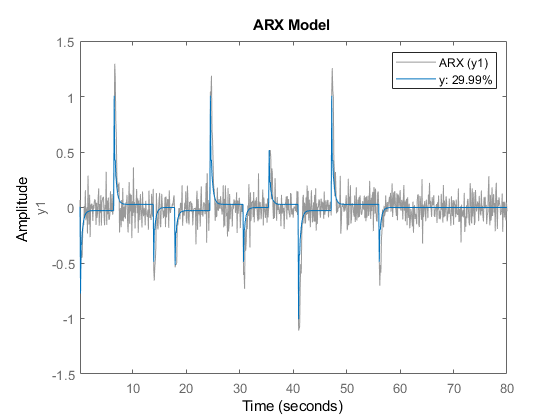 ARX Model
ARX (y1)
y: 29.99%
1.5
1
0.5
0
-0.5
-1
-1.5
Amplitude
y1
10 20 30 40 50 60 70 80
Time (seconds)